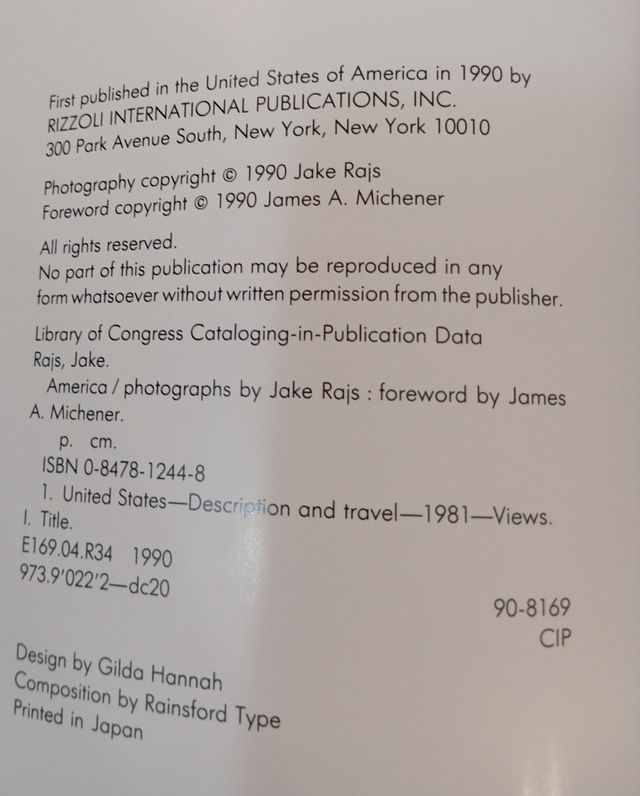 First published in the United States of America in 1990 by
RIZZOLI INTERNATIONAL PUBLICATIONS, INC.
300 Park Avenue South, New York, New York 10010
Photography copyright © 1990 Jake Rajs
Foreword copyright © 1990 James A. Michener
All rights reserved.
No part of this publication may be reproduced in any
form whatsoever without written permission from the publisher.
Library of Congress Cataloging-in-Publication Data
Rajs, Jake.
America / photographs by Jake Rajs : foreword by James
A. Michener.
p. cm.
ISBN 0-8478-1244-8
1. United States—Description and travel—1981—Views.
I. Title.
E169.04.R34 1990
973.9'022'2—dc20
90-8169
CIP
Design by Gilda Hannah
Composition by Rainsford Type
Printed in Japan